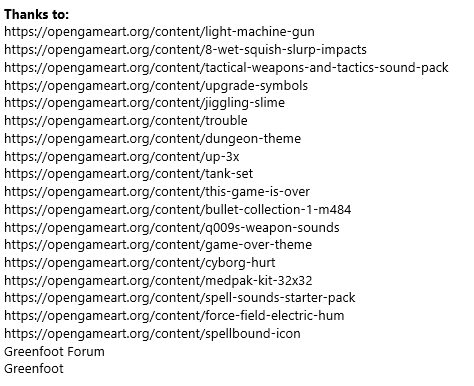 Thanks to:
https://opengameart.org/content/light-machine-gun
https://opengameart.org/content/8-wet-squish-slurp-impacts
https://opengameart.org/content/tactical-weapons-and-tactics-sound-pack
https://opengameart.org/content/upgrade-symbols
https://opengameart.org/content/jiggling-slime
https://opengameart.org/content/trouble
https://opengameart.org/content/dungeon-theme
https://opengameart.org/content/up-3x
https://opengameart.org/content/tank-set
https://opengameart.org/content/this-game-is-over
https://opengameart.org/content/bullet-collection-1-m484
https://opengameart.org/content/q009s-weapon-sounds
https://opengameart.org/content/game-over-theme
https://opengameart.org/content/cyborg-hurt
https://opengameart.org/content/medpak-kit-32x32
https://opengameart.org/content/spell-sounds-starter-pack
https://opengameart.org/content/force-field-electric-hum
https://opengameart.org/content/spellbound-icon
Greenfoot Forum
Greenfoot